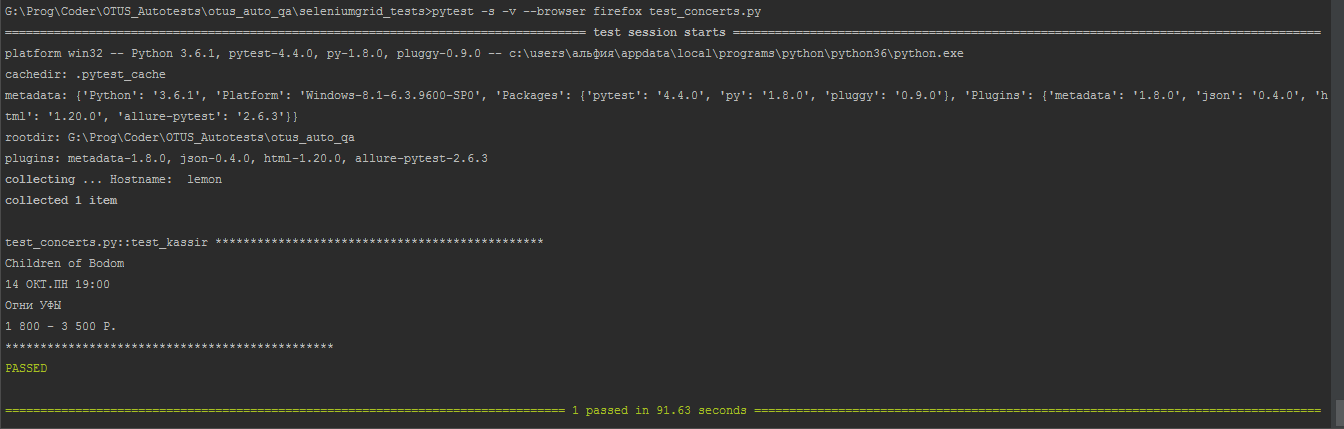 G:\Prog\Coder\OTUS_Autotests\otus_auto_qa\seleniumgrid_tests>pytest -s -v --browser firefox test_concerts.py
=================================================================================== test session starts ====================================================================================
platform win32 -- Python 3.6.1, pytest-4.4.0, py-1.8.0, pluggy-0.9.0 -- c:\users\альфия\appdata\local\programs\python\python36\python.exe
cachedir: .pytest_cache
metadata: {'Python': '3.6.1', 'Platform': 'Windows-8.1-6.3.9600-SP0', 'Packages': {'pytest': '4.4.0', 'py': '1.8.0', 'pluggy': '0.9.0'}, 'Plugins': {'metadata': '1.8.0', 'json': '0.4.0', 'h
tml': '1.20.0', 'allure-pytest': '2.6.3'}}
rootdir: G:\Prog\Coder\OTUS_Autotests\otus_auto_qa
plugins: metadata-1.8.0, json-0.4.0, html-1.20.0, allure-pytest-2.6.3
collecting ... Hostname:  lemon
collected 1 item
test_concerts.py::test_kassir ***********************************************
Children of Bodom
14 ОКТ.ПН 19:00
Огни УФЫ
1 800 – 3 500 Р.
***********************************************
PASSED
================================================================================ 1 passed in 91.63 seconds =================================================================================